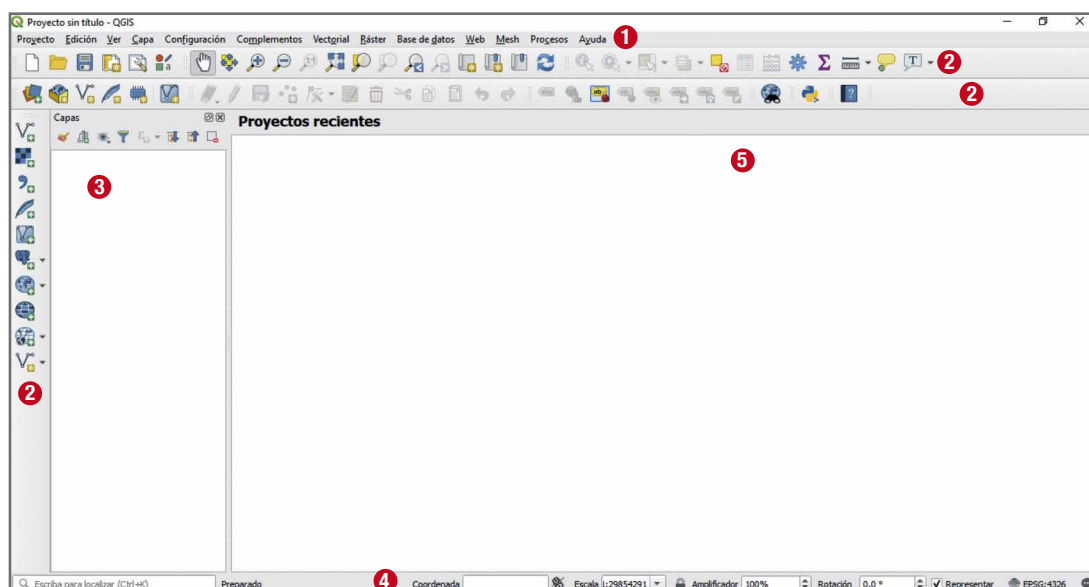 Proyecto sin título - QGIS
Proyecto Edición Ver Capa Configuración Complementos Vectorial Ráster Base de datos Web Mesh Procesos Ayuda 1
2
2
Capas
Proyectos recientes
5
3
2
Escriba para localizar (Ctrl+K) Preparado 4 Coordenada Escala 1:29854291 Amplificador 100% Rotación 0,0 ° Representar EPSG:4326